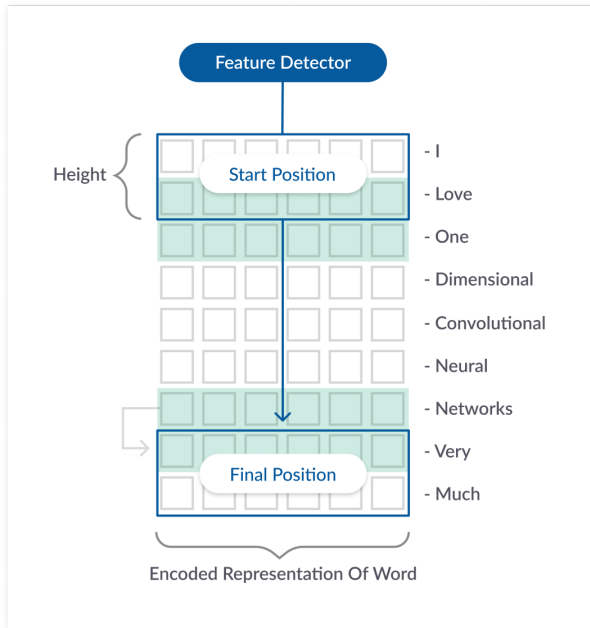 Feature Detector
Height
Start Position
- I
- Love
- One
- Dimensional
- Convolutional
- Neural
- Networks
- Very
Final Position
- Much
Encoded Representation Of Word